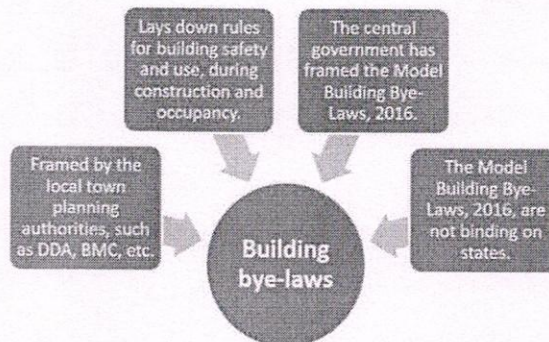 Lays down rules
for building safety
and use, during
construction and
occupancy.
The central
government has
framed the Model
Building Bye-
Laws, 2016.
Framed by the
local town
planning
authorities, such
as DDA, BMC, etc.
The Model
Building Bye-
Laws, 2016, are
not binding on
states.
Building
bye-laws